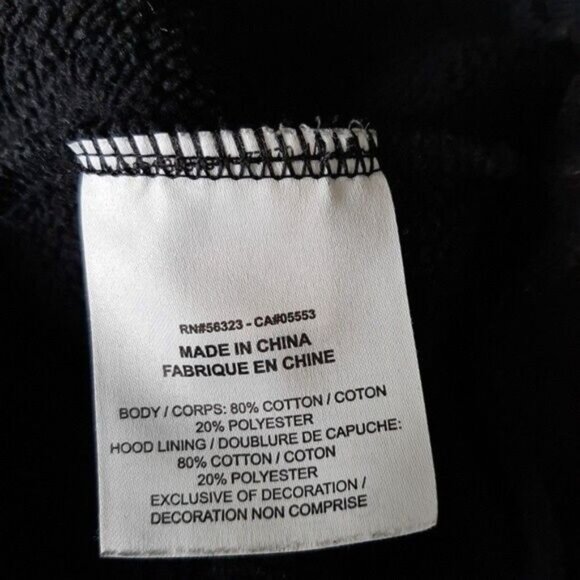 RN#56323 - CA#05553
MADE IN CHINA
FABRIQUE EN CHINE
BODY / CORPS: 80% COTTON / COTON
20% POLYESTER
HOOD LINING / DOUBLURE DE CAPUCHE:
80% COTTON / COTON
20% POLYESTER
EXCLUSIVE OF DECORATION /
DECORATION NON COMPRISE